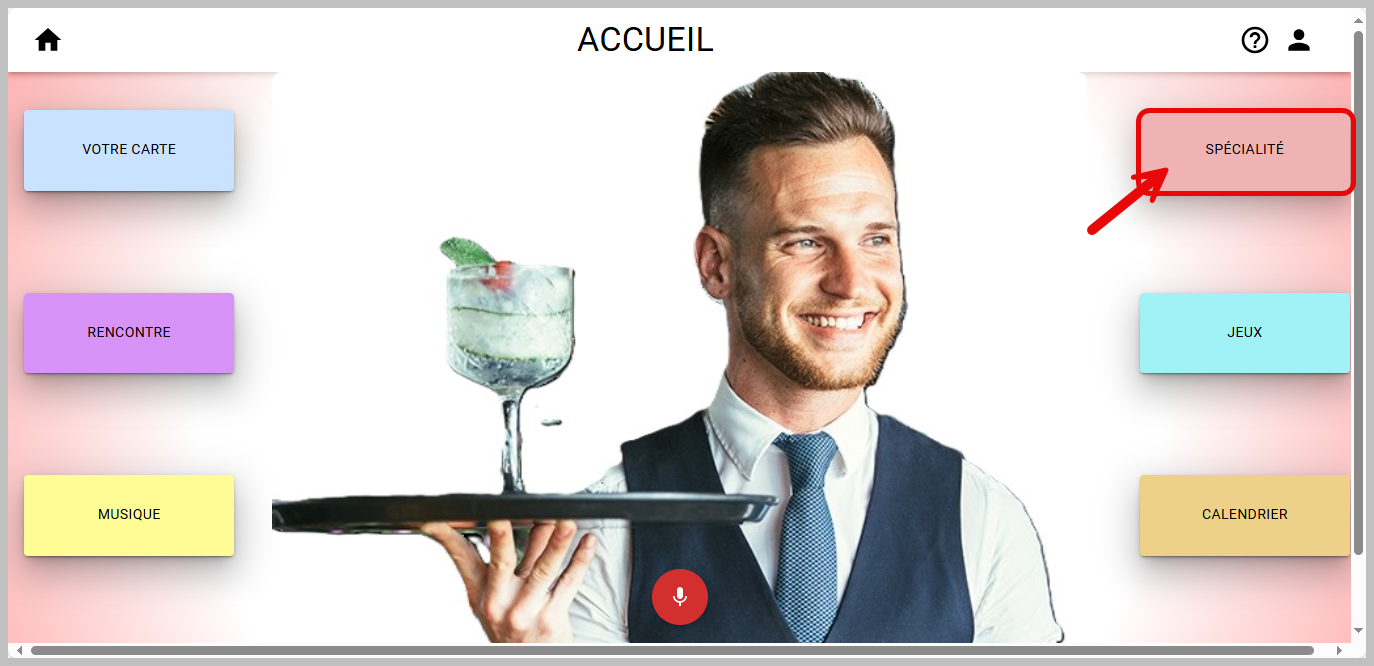 ACCUEIL
VOTRE CARTE
SPÉCIALITÉ
RENCONTRE
JEUX
MUSIQUE
CALENDRIER